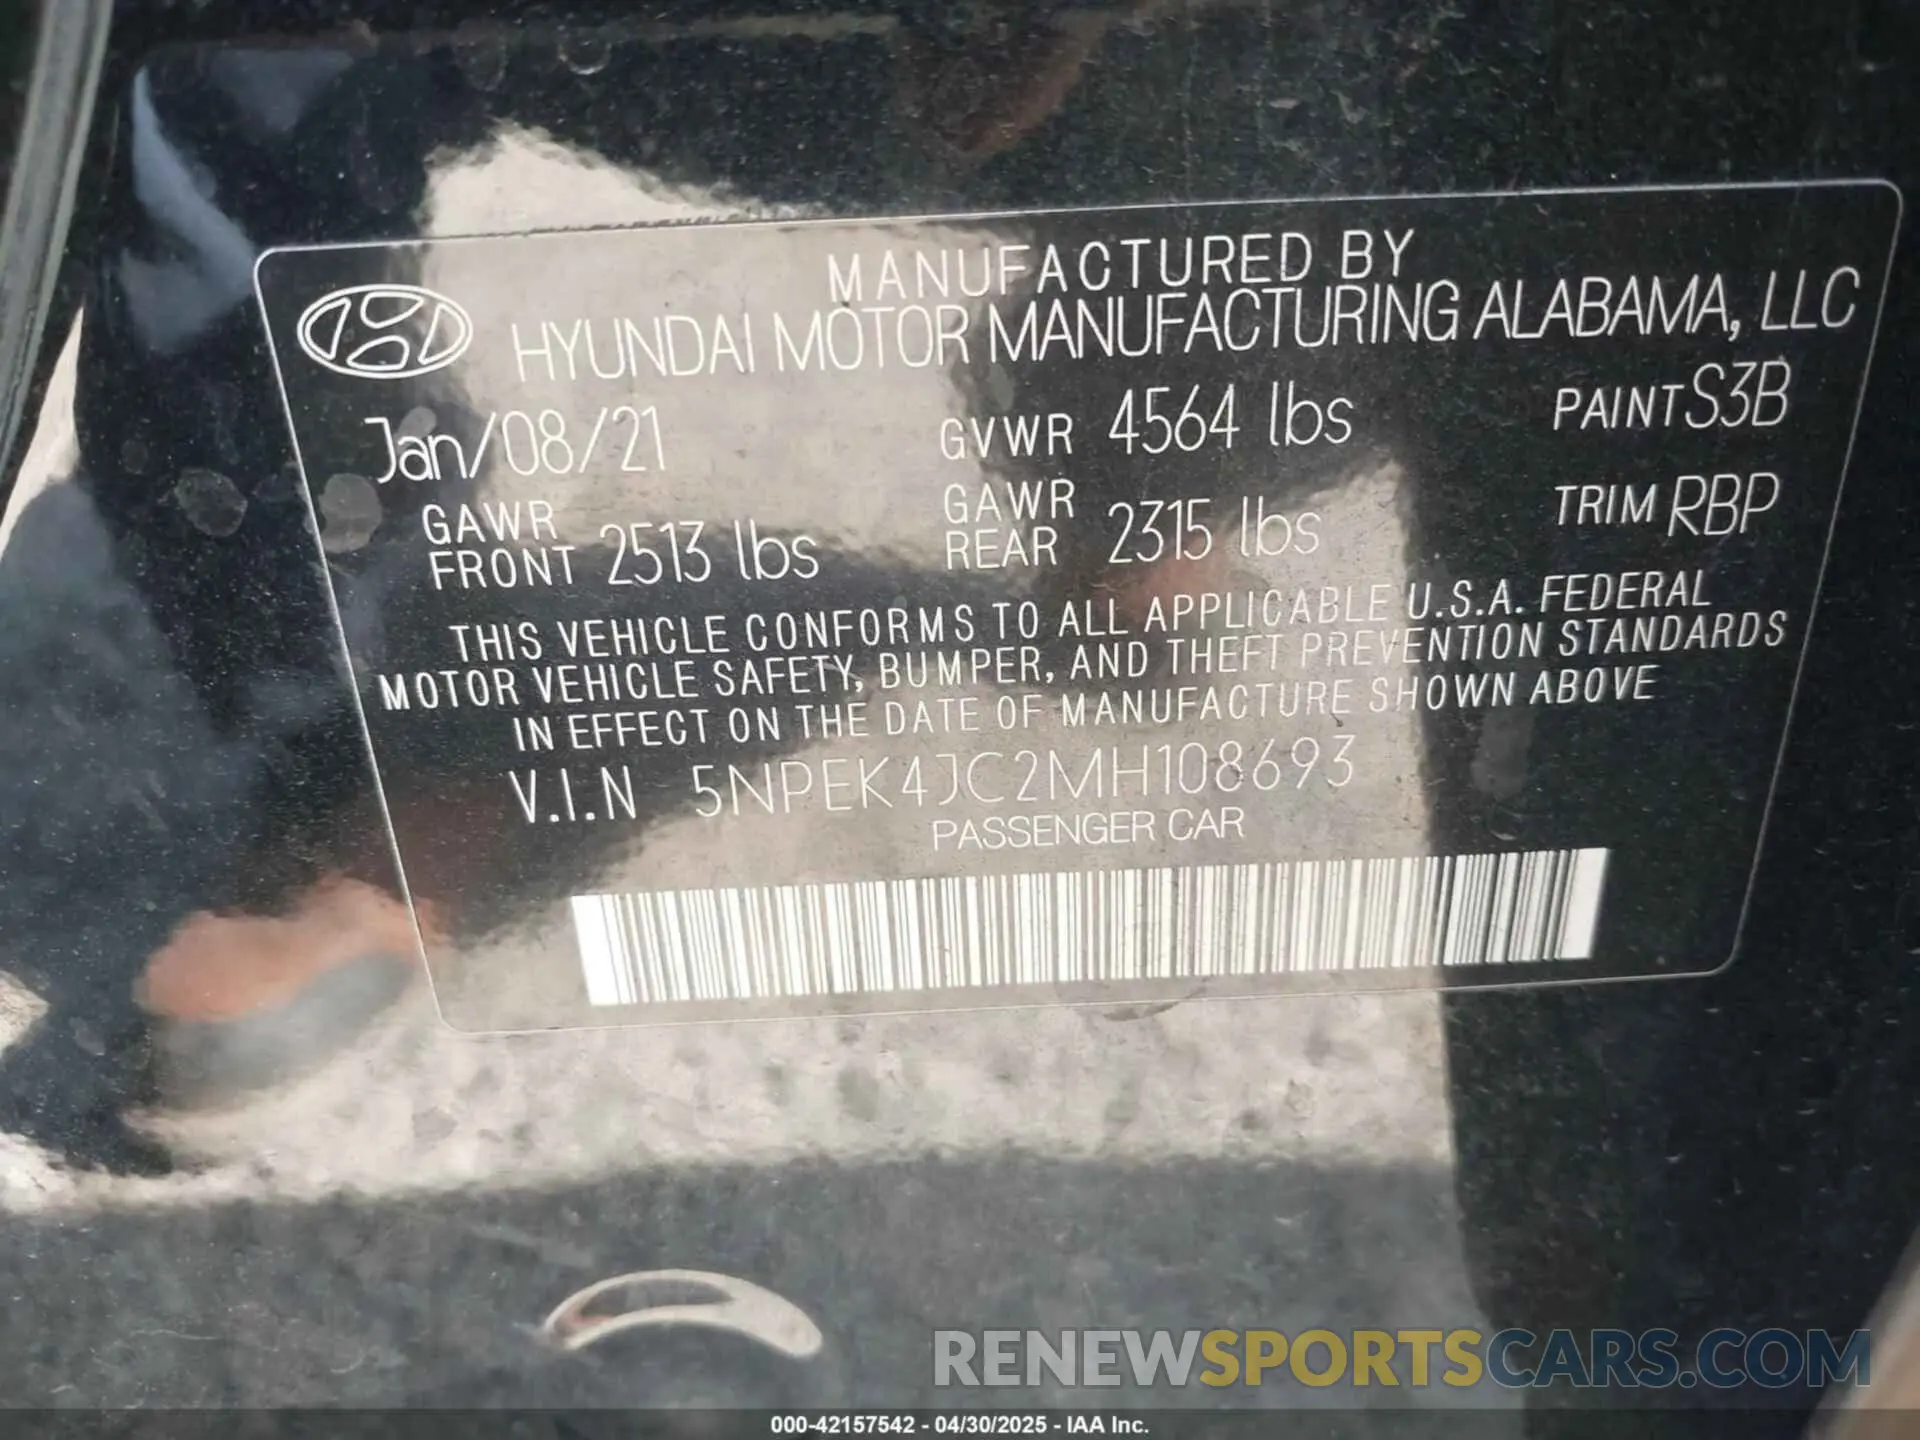 MANUFACTURED BY
HYUNDAI MOTOR MANUFACTURING ALABAMA, LLC
Jan/08/21 GVWR 4564 lbs PAINT S3B
GAWR FRONT 2513 lbs GAWR REAR 2315 lbs TRIM RBP
THIS VEHICLE CONFORMS TO ALL APPLICABLE U.S.A. FEDERAL
MOTOR VEHICLE SAFETY, BUMPER, AND THEFT PREVENTION STANDARDS
IN EFFECT ON THE DATE OF MANUFACTURE SHOWN ABOVE
V.I.N 5NPEK4JC2MH108693
PASSENGER CAR
RENEWSPORTSCARS.COM
000-42157542 - 04/30/2025 - IAA Inc.